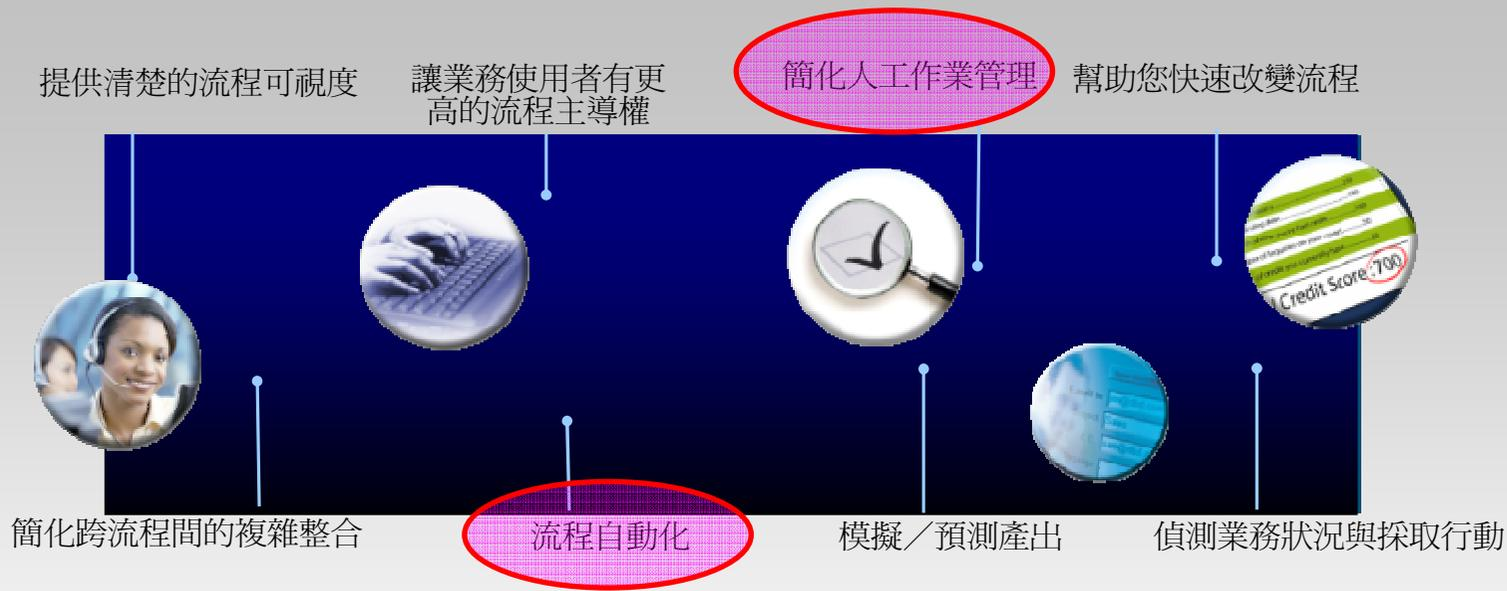 提供清楚的流程可視度
讓業務使用者有更
高的流程主導權
簡化人工作業管理
幫助您快速改變流程
Credit Score 700
簡化跨流程間的複雜整合
流程自動化
模擬／預測產出
偵測業務狀況與採取行動